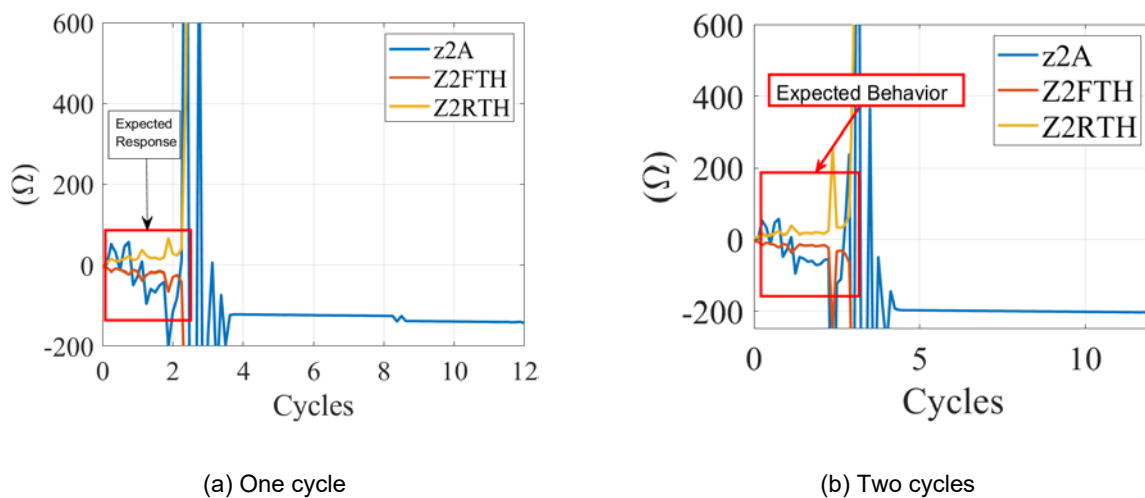 600
400
200
0
-200
(Ω)
z2A
Z2FTH
Z2RTH
Expected
Response
0 2 4 6 8 10 12
Cycles
(a) One cycle
600
400
200
0
-200
(Ω)
z2A
Z2FTH
Z2RTH
Expected Behavior
0 5 10
Cycles
(b) Two cycles